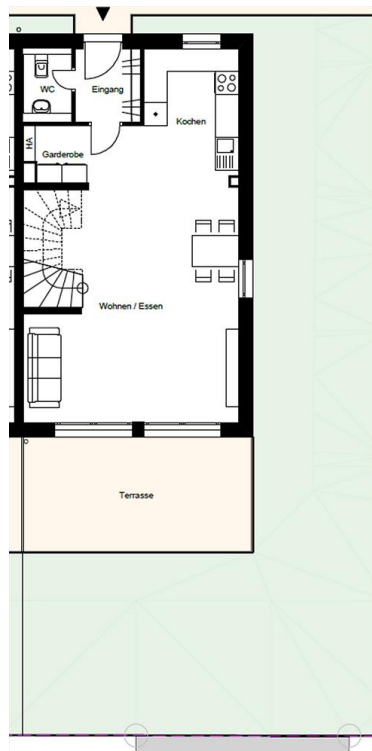 WC
Eingang
Kochen
HA
Garderobe
Wohnen / Essen
Terrasse